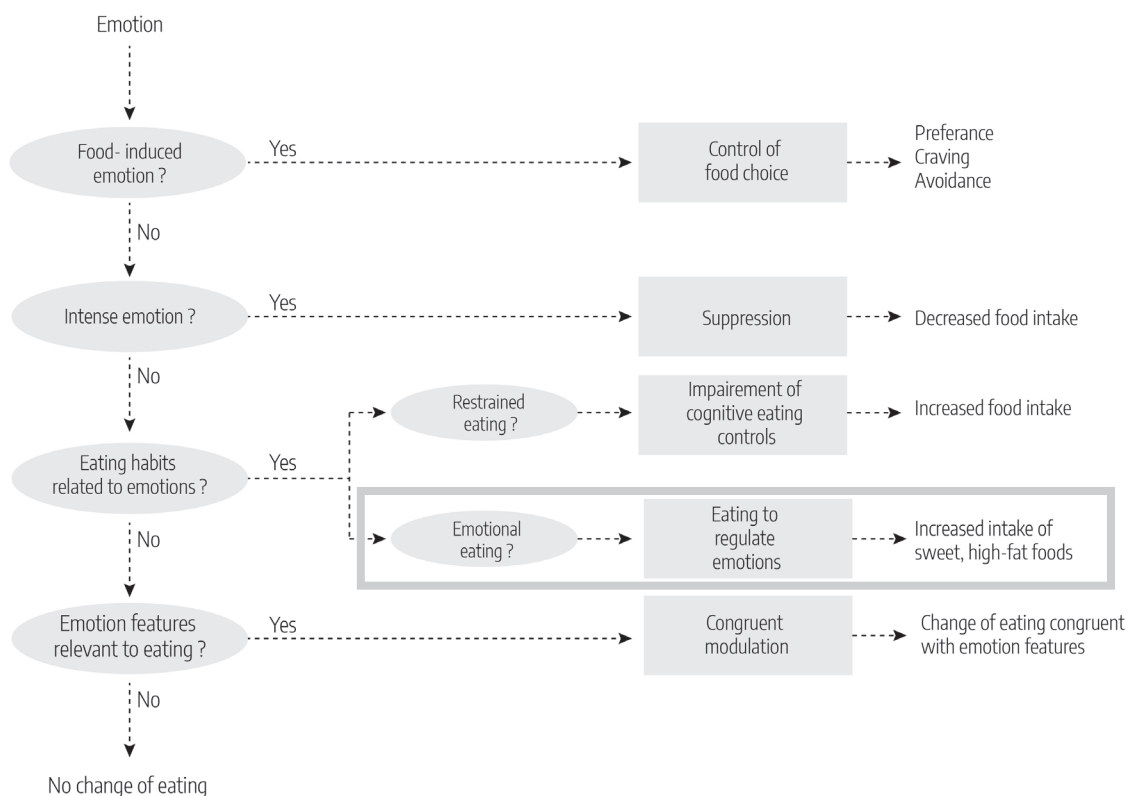 Emotion
Food- induced
emotion ?
Yes
Control of
food choice
Preferance
Craving
Avoidance
No
Intense emotion ?
Yes
Suppression
Decreased food intake
No
Restrained
eating ?
Impairement of
cognitive eating
controls
Increased food intake
Eating habits
related to emotions ?
Yes
Emotional
eating ?
Eating to
regulate
emotions
Increased intake of
sweet, high-fat foods
No
Emotion features
relevant to eating ?
Yes
Congruent
modulation
Change of eating congruent
with emotion features
No
No change of eating